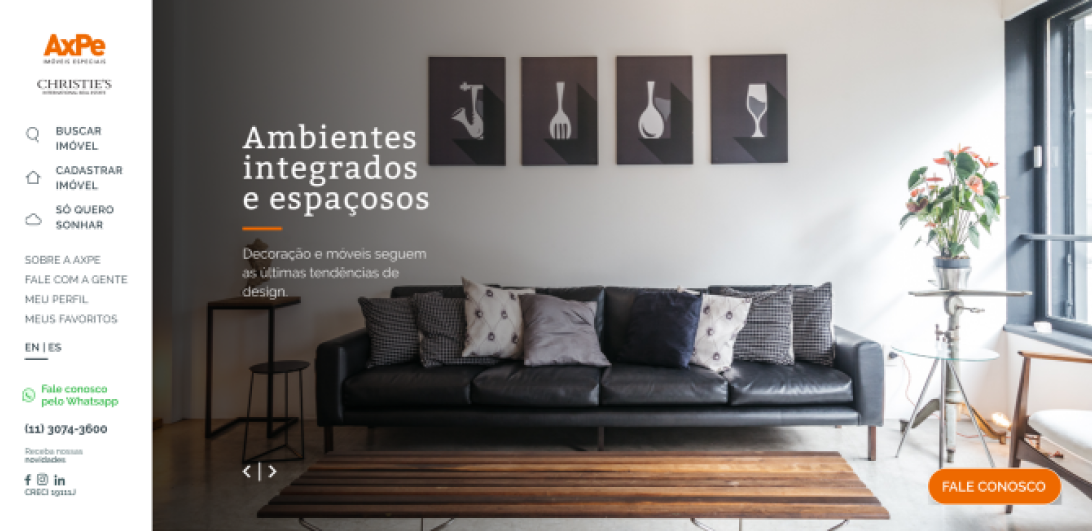 AxPe
IMÓVEIS ESPECIAIS
CHRISTIE'S
INTERNATIONAL REAL ESTATE
BUSCAR
IMÓVEL
CADASTRAR
IMÓVEL
SÓ QUERO
SONHAR
SOBRE A AXPE
FALE COM A GENTE
MEU PERFIL
MEUS FAVORITOS
EN | ES
Fale conosco
pelo Whatsapp
(11) 3074-3600
Receba nossas
novidades
CRECI 19111J
Ambientes
integrados
e espaçosos
Decoração e móveis seguem
as últimas tendências de
design.
FALE CONOSCO